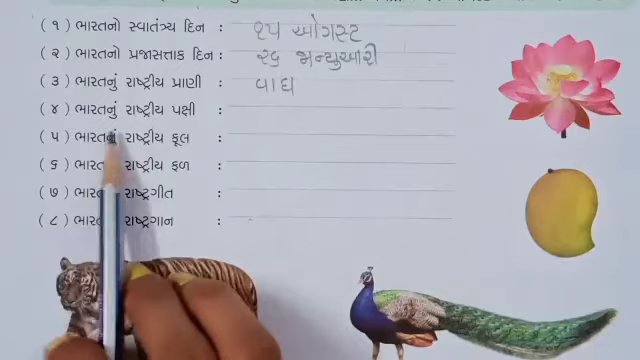 (૧) ભારતનો સ્વાતંત્ર્ય દિન : ૧૫ ઓગસ્ટ
(૨) ભારતનો પ્રજાસત્તાક દિન : ૨૬ જાન્યુઆરી
(૩) ભારતનું રાષ્ટ્રીય પ્રાણી : વાઘ
(૪) ભારતનું રાષ્ટ્રીય પક્ષી :
(૫) ભારતનું રાષ્ટ્રીય ફૂલ :
(૬) રાષ્ટ્રીય ફળ :
(૭) રાષ્ટ્રગીત :
(૮) રાષ્ટ્રગાન :